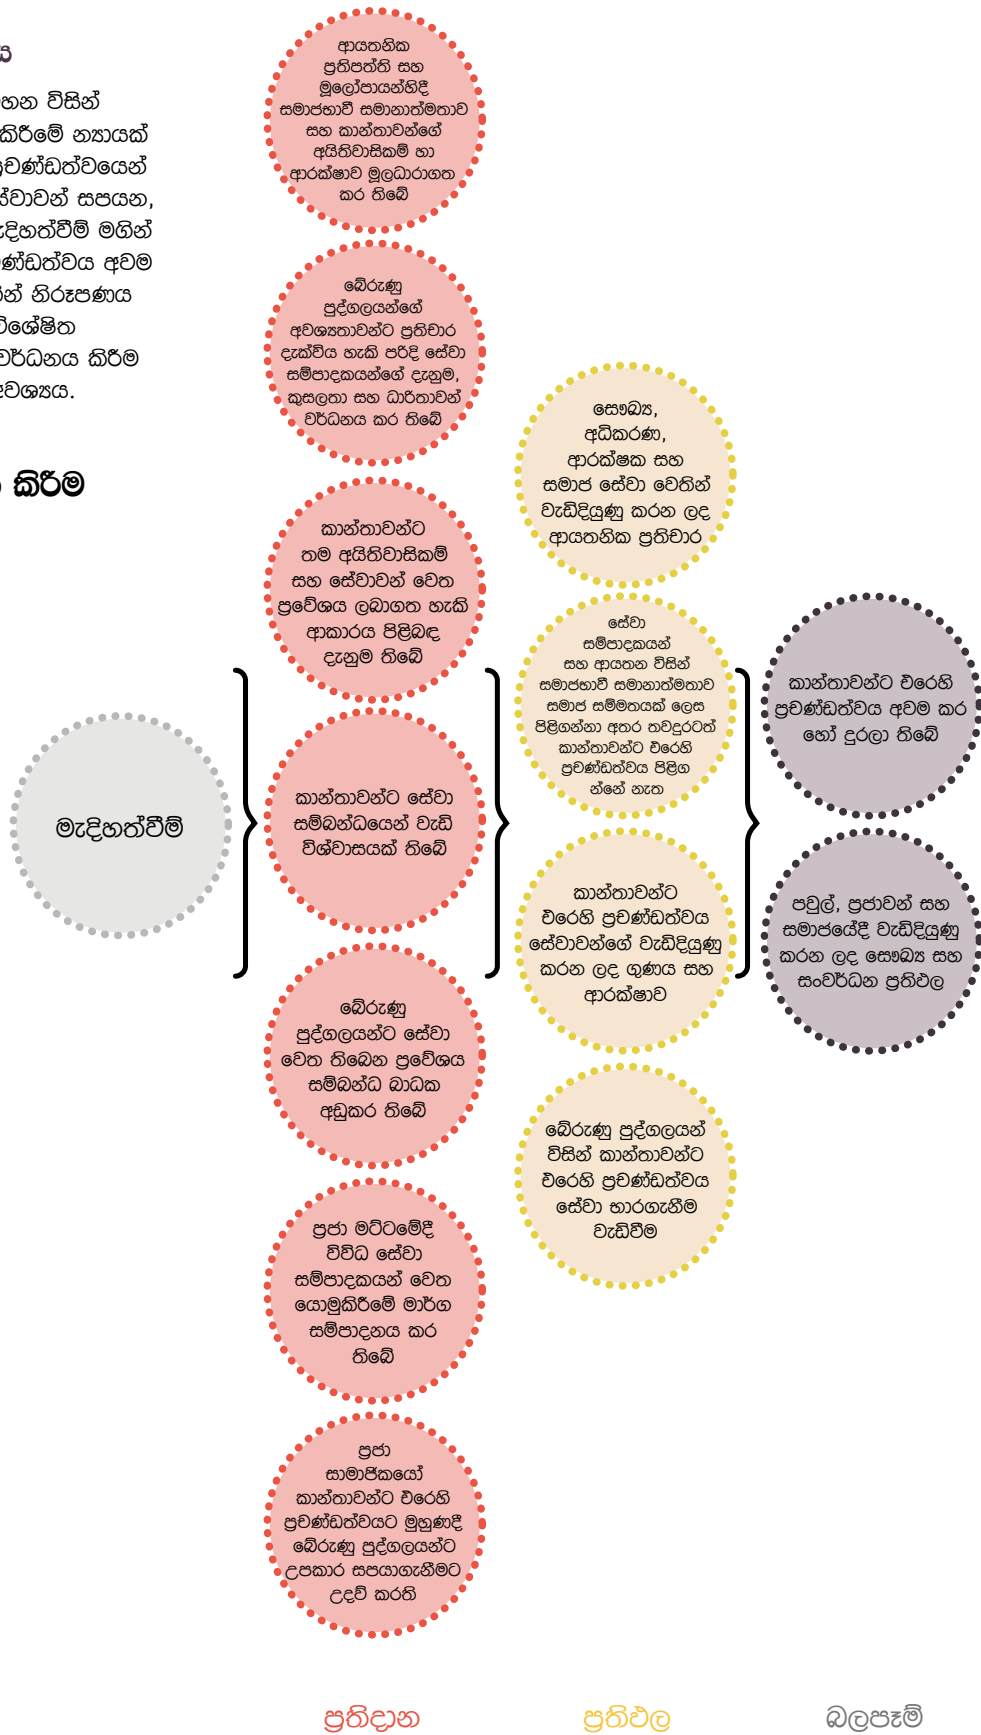 ය
හන විසින්
කිරීමේ න්‍යායක්
ප්‍රචණ්ඩත්වයෙන්
සේවාවන් සපයන,
මැදිහත්වීම් මගින්
ණ්ඩත්වය අවම
න් නිරූපණය
විශේෂිත
වර්ධනය කිරීම
අවශ්‍යය.
කිරීම
මැදිහත්වීම්
ආයතනික
ප්‍රතිපත්ති සහ
මූලෝපායන්හිදී
සමාජභාවී සමානාත්මතාව
සහ කාන්තාවන්ගේ
අයිතිවාසිකම් හා
ආරක්ෂාව මූලධාරාගත
කර තිබේ
බේරුණු
පුද්ගලයන්ගේ
අවශ්‍යතාවන්ට ප්‍රතිචාර
දැක්විය හැකි පරිදි සේවා
සම්පාදකයන්ගේ දැනුම,
කුසලතා සහ ධාරිතාවන්
වර්ධනය කර තිබේ
කාන්තාවන්ට
තම අයිතිවාසිකම්
සහ සේවාවන් වෙත
ප්‍රවේශය ලබාගත හැකි
ආකාරය පිළිබඳ
දැනුම තිබේ
කාන්තාවන්ට සේවා
සම්බන්ධයෙන් වැඩි
විශ්වාසයක් තිබේ
බේරුණු
පුද්ගලයන්ට සේවා
වෙත තිබෙන ප්‍රවේශය
සම්බන්ධ බාධක
අඩුකර තිබේ
ප්‍රජා මට්ටමේදී
විවිධ සේවා
සම්පාදකයන් වෙත
යොමුකිරීමේ මාර්ග
සම්පාදනය කර
තිබේ
ප්‍රජා
සාමාජිකයෝ
කාන්තාවන්ට එරෙහි
ප්‍රචණ්ඩත්වයට මුහුණදී
බේරුණු පුද්ගලයන්ට
උපකාර සපයාගැනීමට
උදව් කරති
සෞඛ්‍ය,
අධිකරණ,
ආරක්ෂක සහ
සමාජ සේවා වෙතින්
වැඩිදියුණු කරන ලද
ආයතනික ප්‍රතිචාර
සේවා
සම්පාදකයන්
සහ ආයතන විසින්
සමාජභාවී සමානාත්මතාව
සමාජ සම්මතයක් ලෙස
පිළිගන්නා අතර තවදුරටත්
කාන්තාවන්ට එරෙහි
ප්‍රචණ්ඩත්වය පිළිග
න්නේ නැත
කාන්තාවන්ට
එරෙහි ප්‍රචණ්ඩත්වය
සේවාවන්ගේ වැඩිදියුණු
කරන ලද ගුණය සහ
ආරක්ෂාව
බේරුණු පුද්ගලයන්
විසින් කාන්තාවන්ට
එරෙහි ප්‍රචණ්ඩත්වය
සේවා භාරගැනීම
වැඩිවීම
කාන්තාවන්ට එරෙහි
ප්‍රචණ්ඩත්වය අවම කර
හෝ දුරලා තිබේ
පවුල්, ප්‍රජාවන් සහ
සමාජයේදී වැඩිදියුණු
කරන ලද සෞඛ්‍ය සහ
සංවර්ධන ප්‍රතිඵල
ප්‍රතිදාන
ප්‍රතිඵල
බලපෑම්